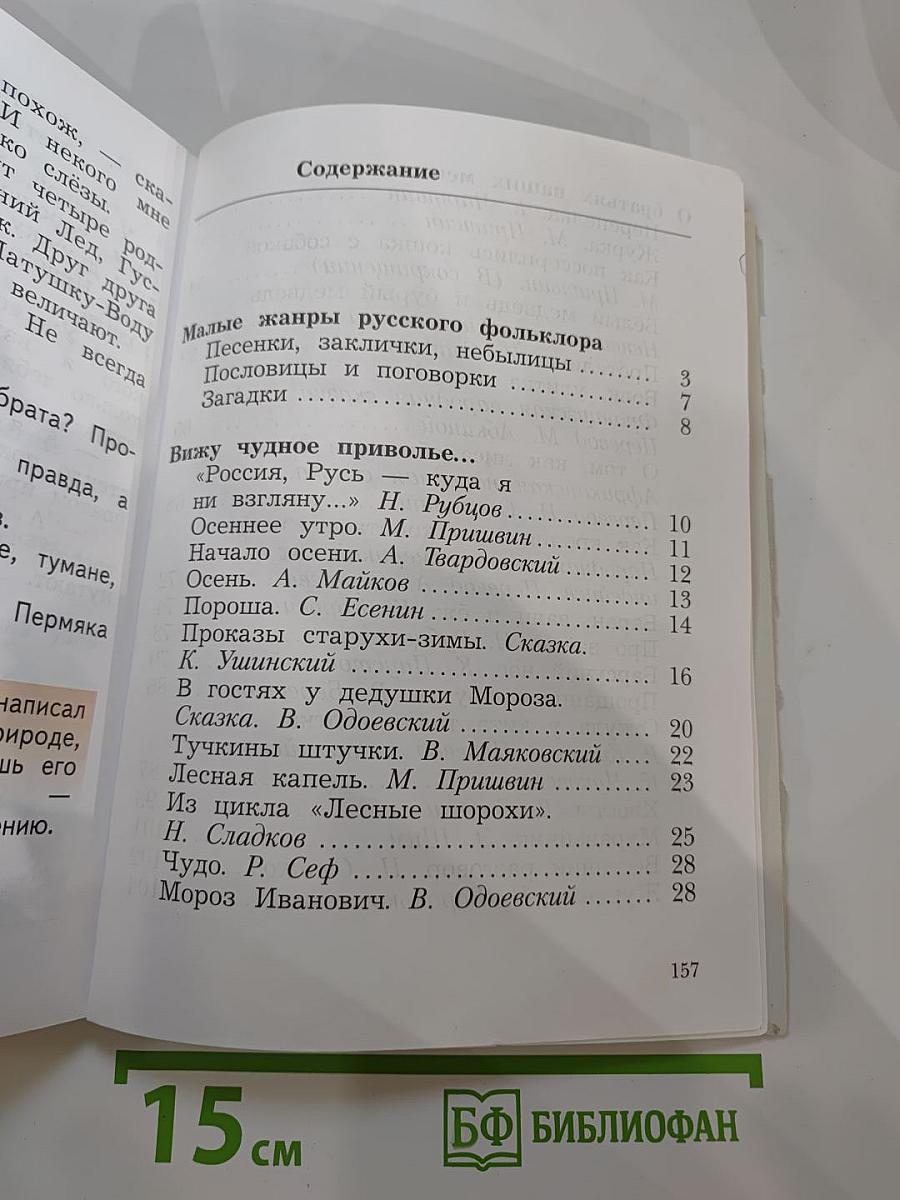 похож, —
И некого ска-
ко слёзы. мне
т четыре род-
ний Лед, Гус-
к. Друг друга
Матушку-Воду
величают.
Не всегда
брата? Про-
правда, а
е, тумане,
Пермяка
написал
рироде,
шь его
—
ению.
Содержание
Малые жанры русского фольклора
Песенки, заклички, небылицы ........ 3
Пословицы и поговорки ............... 7
Загадки ...................................... 8
Вижу чудное приволье...
«Россия, Русь — куда я
ни взгляну...» Н. Рубцов ............... 10
Осеннее утро. М. Пришвин ............ 11
Начало осени. А. Твардовский ........ 12
Осень. А. Майков ........................ 13
Пороша. С. Есенин ....................... 14
Проказы старухи-зимы. Сказка.
К. Ушинский ............................... 16
В гостях у дедушки Мороза.
Сказка. В. Одоевский ................... 20
Тучкины штучки. В. Маяковский .... 22
Лесная капель. М. Пришвин .......... 23
Из цикла «Лесные шорохи».
Н. Сладков ................................. 25
Чудо. Р. Сеф ............................... 28
Мороз Иванович. В. Одоевский ....... 28
157
15 см
БФ БИБЛИОФАН